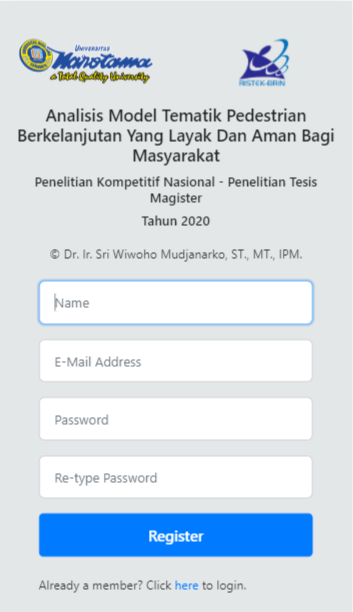 UNIVERSITAS
Narotama
a Total Quality University
RISTEK-BRIN
Analisis Model Tematik Pedestrian
Berkelanjutan Yang Layak Dan Aman Bagi
Masyarakat
Penelitian Kompetitif Nasional - Penelitian Tesis
Magister
Tahun 2020
© Dr. Ir. Sri Wiwoho Mudjanarko, ST., MT., IPM.
Name
E-Mail Address
Password
Re-type Password
Register
Already a member? Click here to login.